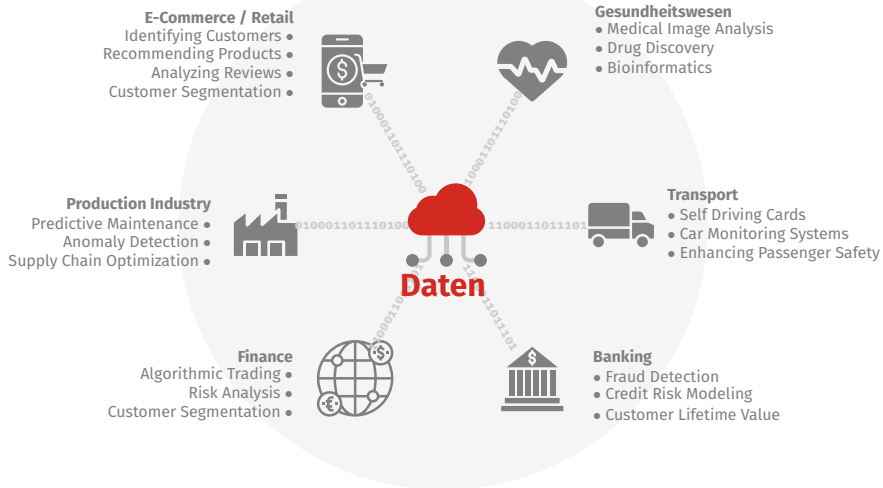 E-Commerce / Retail
Identifying Customers ●
Recommending Products ●
Analyzing Reviews ●
Customer Segmentation ●
Gesundheitswesen
● Medical Image Analysis
● Drug Discovery
● Bioinformatics
Production Industry
Predictive Maintenance ●
Anomaly Detection ●
Supply Chain Optimization ●
010001101110100
1100011011101
Transport
● Self Driving Cards
● Car Monitoring Systems
● Enhancing Passenger Safety
Daten
Finance
Algorithmic Trading ●
Risk Analysis ●
Customer Segmentation ●
$
€
Banking
● Fraud Detection
● Credit Risk Modeling
● Customer Lifetime Value